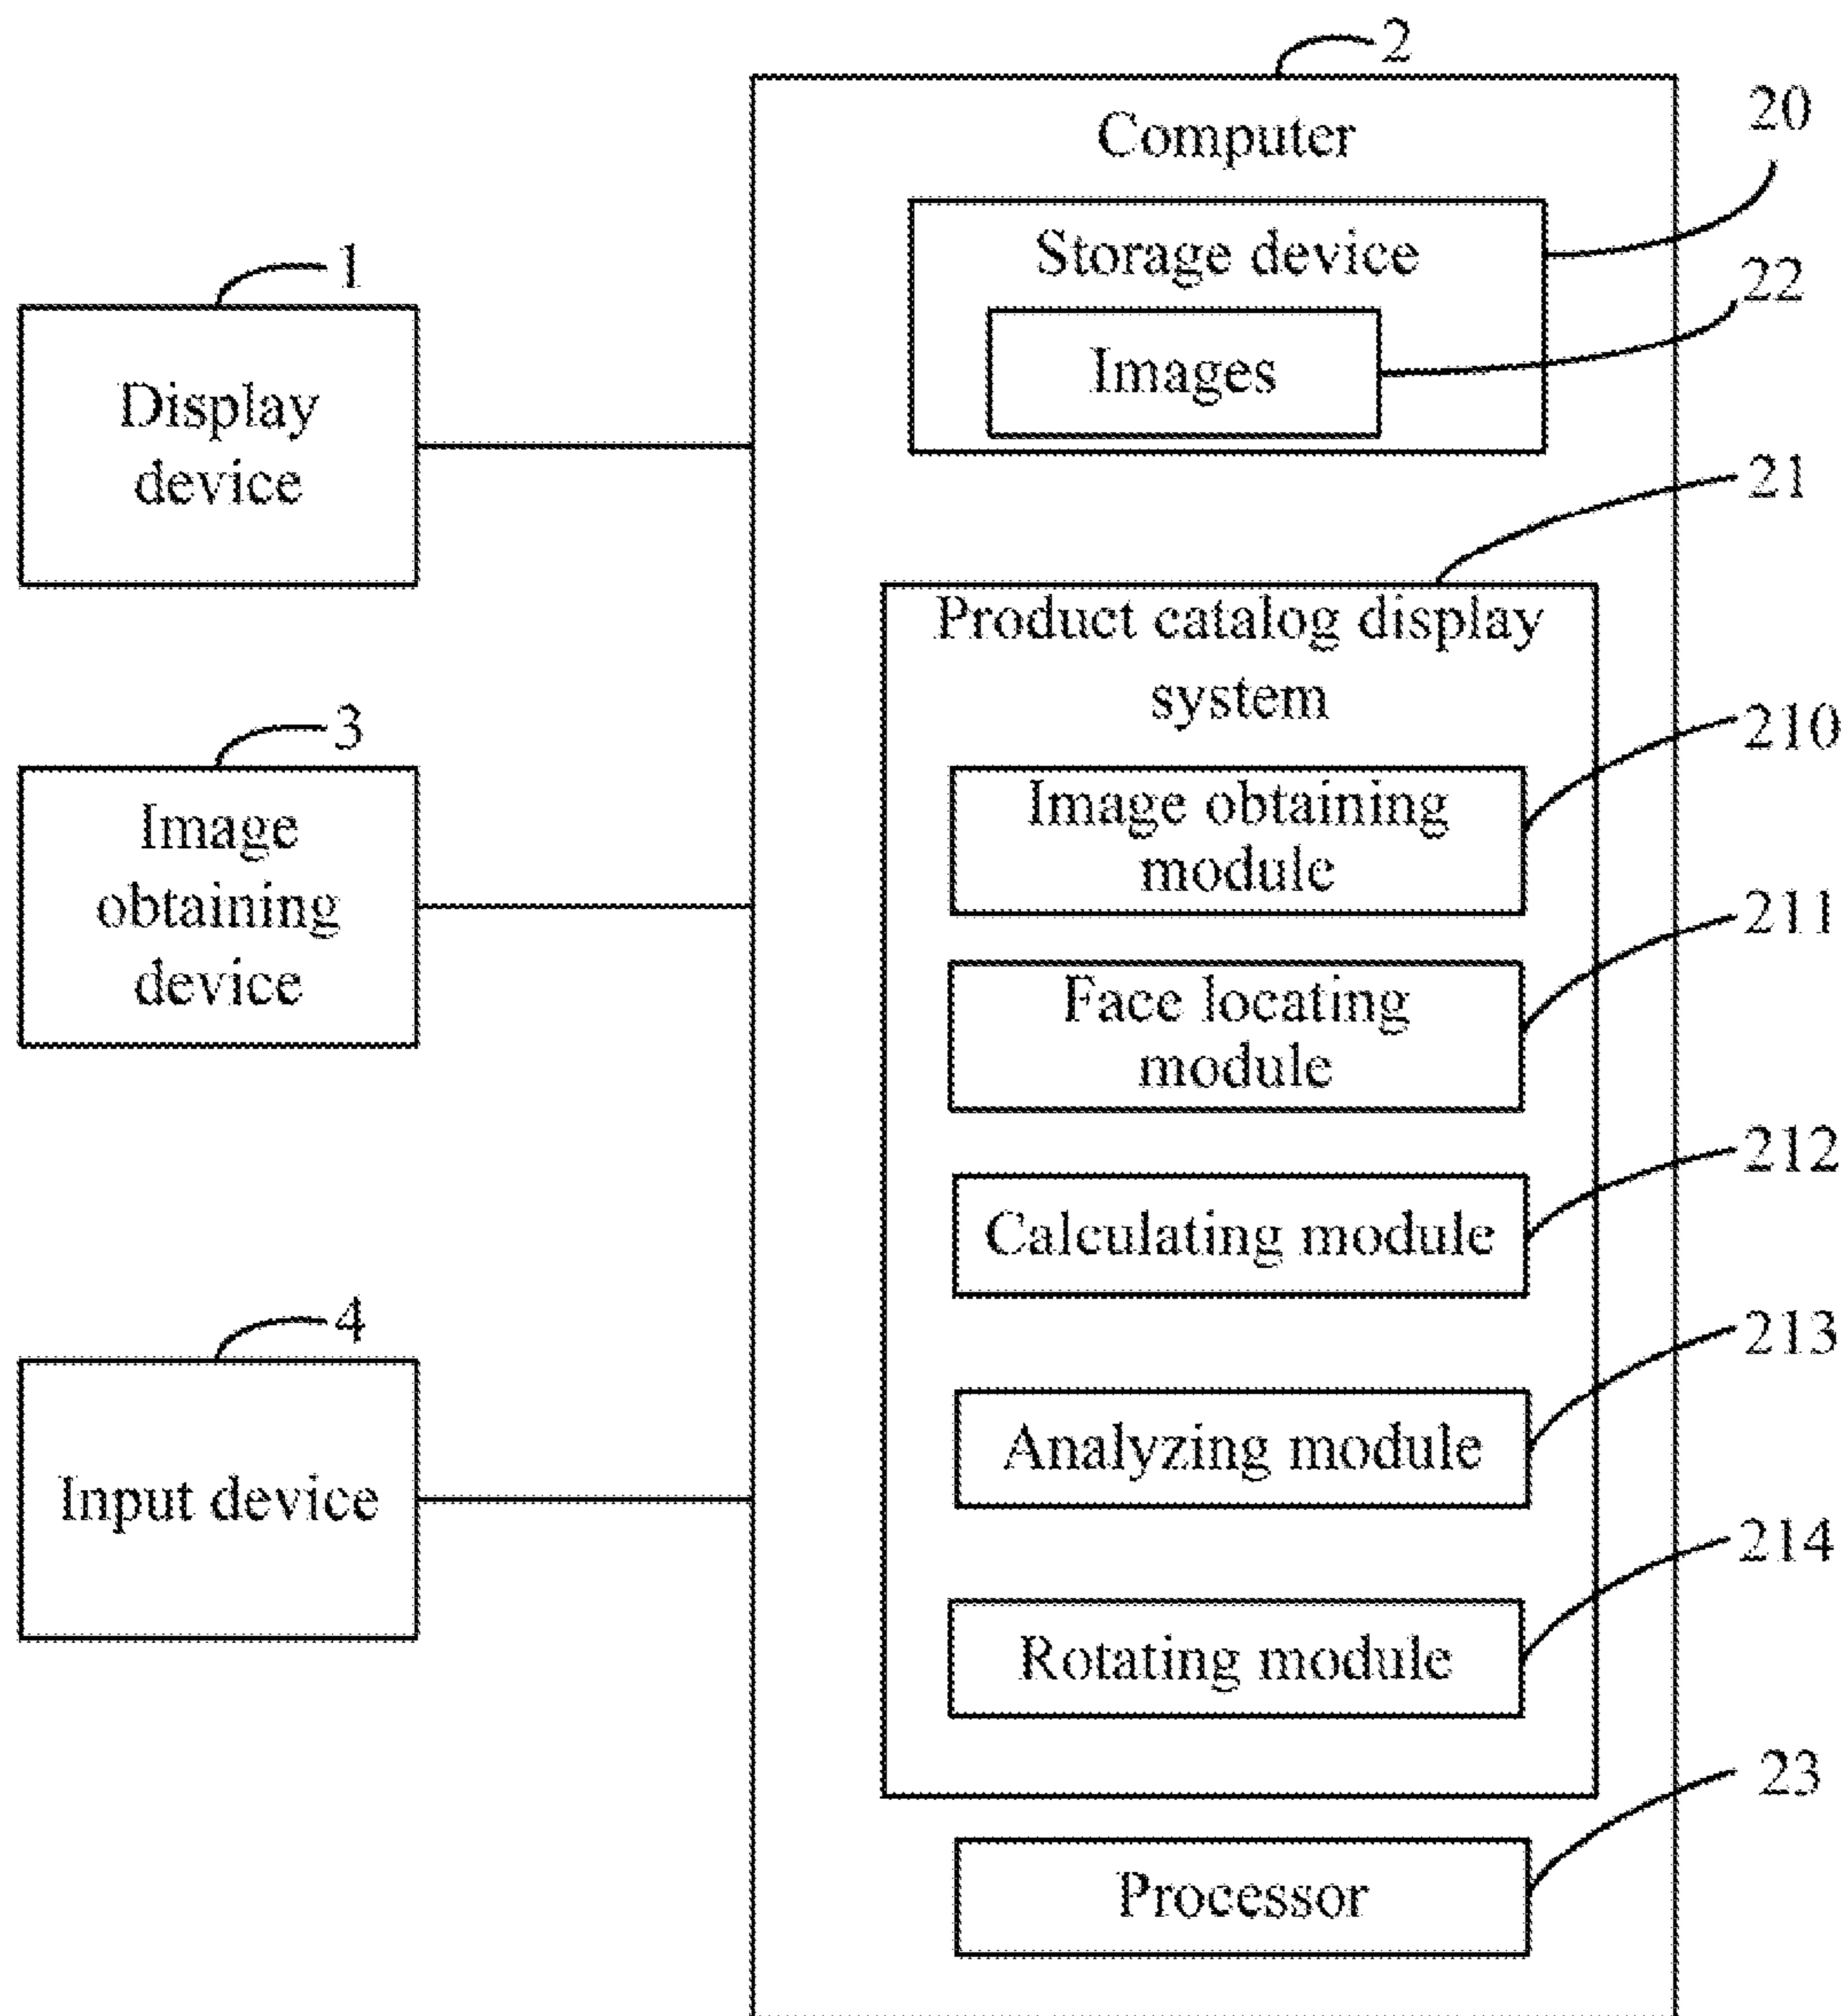 2
Computer
20
Storage device
22
Images
1
Display
device
21
Product catalog display
system
3
Image
obtaining
device
210
Image obtaining
module
211
Face locating
module
212
Calculating module
4
Input device
213
Analyzing module
214
Rotating module
23
Processor